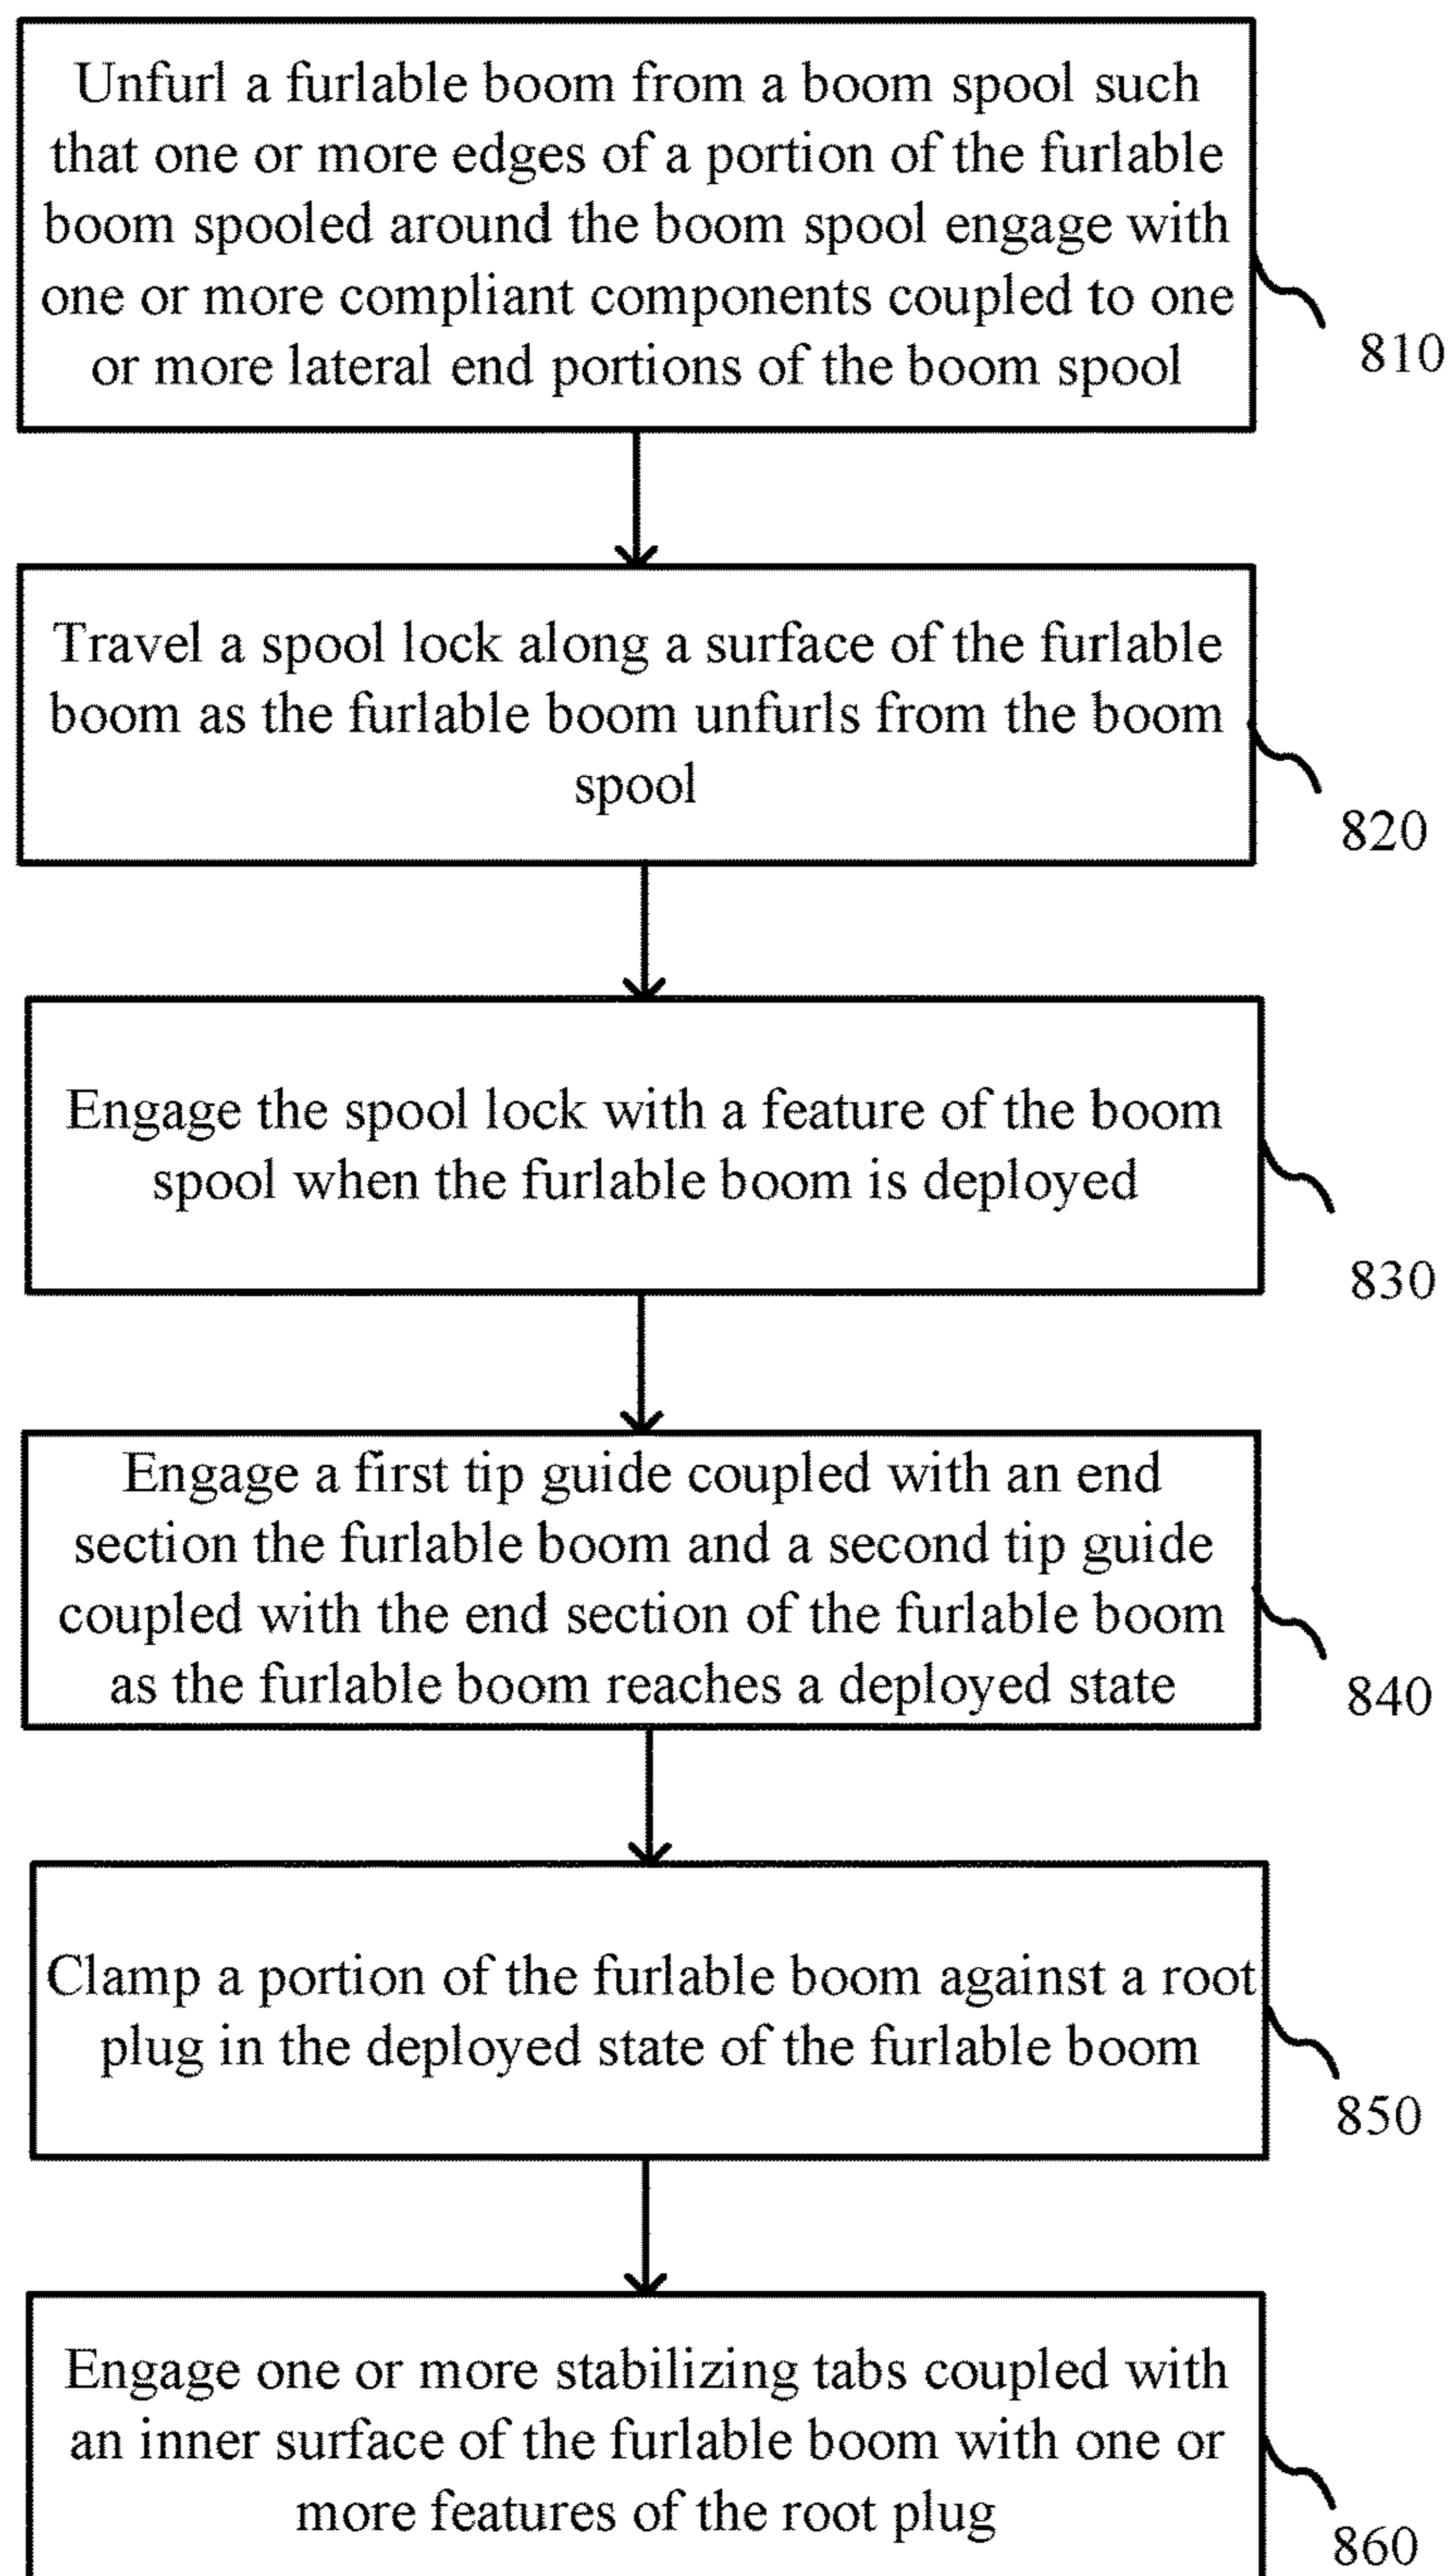 Unfurl a furlable boom from a boom spool such
that one or more edges of a portion of the furlable
boom spooled around the boom spool engage with
one or more compliant components coupled to one
or more lateral end portions of the boom spool
810
Travel a spool lock along a surface of the furlable
boom as the furlable boom unfurls from the boom
spool
820
Engage the spool lock with a feature of the boom
spool when the furlable boom is deployed
830
Engage a first tip guide coupled with an end
section the furlable boom and a second tip guide
coupled with the end section of the furlable boom
as the furlable boom reaches a deployed state
840
Clamp a portion of the furlable boom against a root
plug in the deployed state of the furlable boom
850
Engage one or more stabilizing tabs coupled with
an inner surface of the furlable boom with one or
more features of the root plug
860